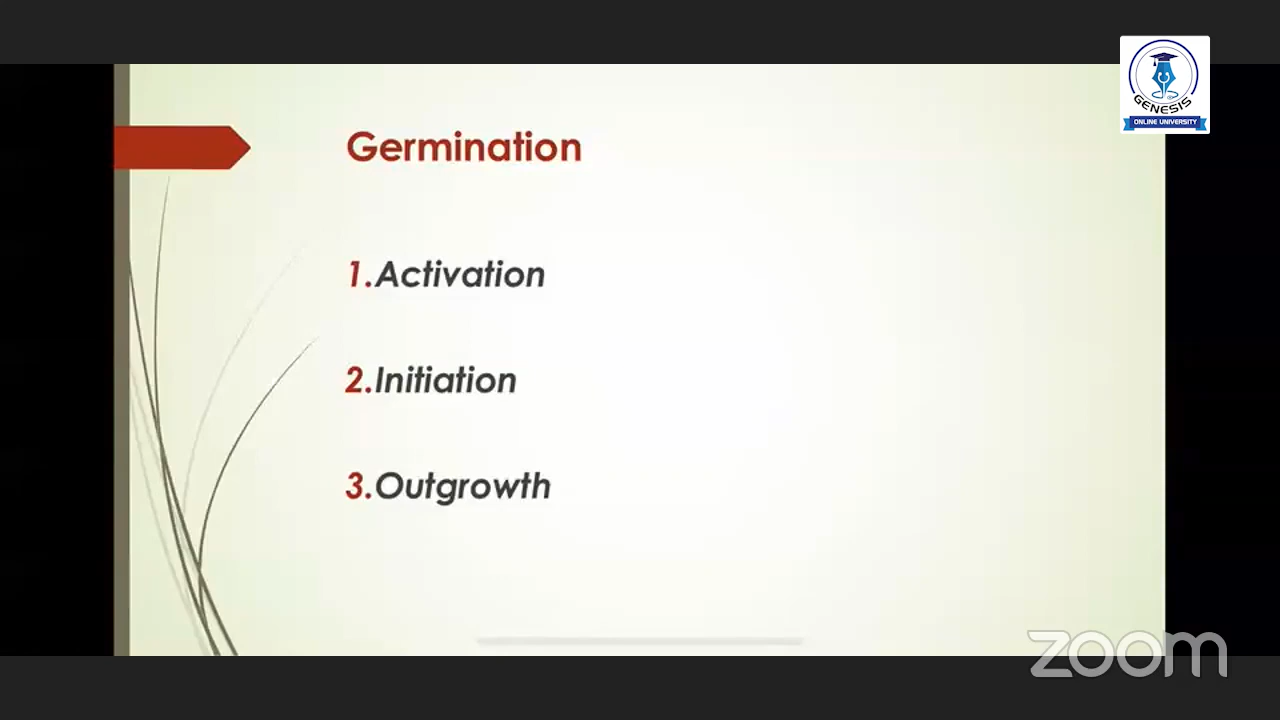 GENESIS
ONLINE UNIVERSITY
Germination
1.Activation
2.Initiation
3.Outgrowth
zoom